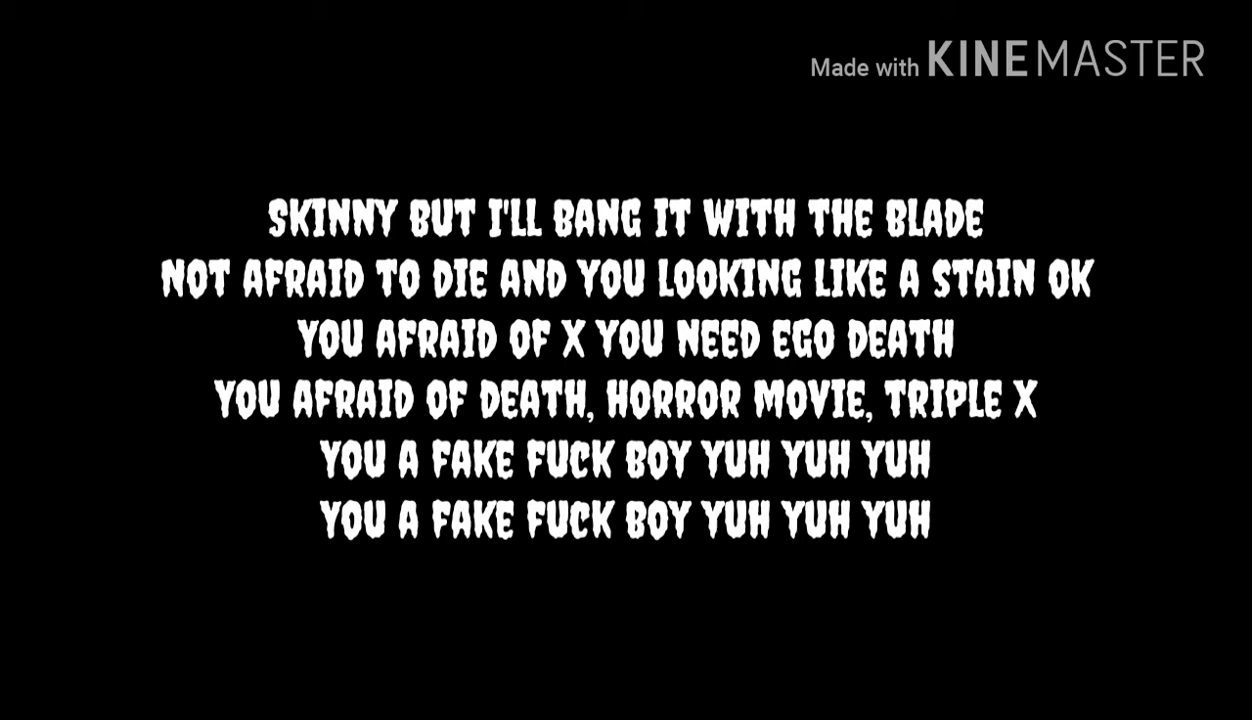 Made with KINEMASTER
SKINNY BUT I'LL BANG IT WITH THE BLADE
NOT AFRAID TO DIE AND YOU LOOKING LIKE A STAIN OK
YOU AFRAID OF X YOU NEED EGO DEATH
YOU AFRAID OF DEATH, HORROR MOVIE, TRIPLE X
YOU A FAKE FUCK BOY YUH YUH YUH
YOU A FAKE FUCK BOY YUH YUH YUH